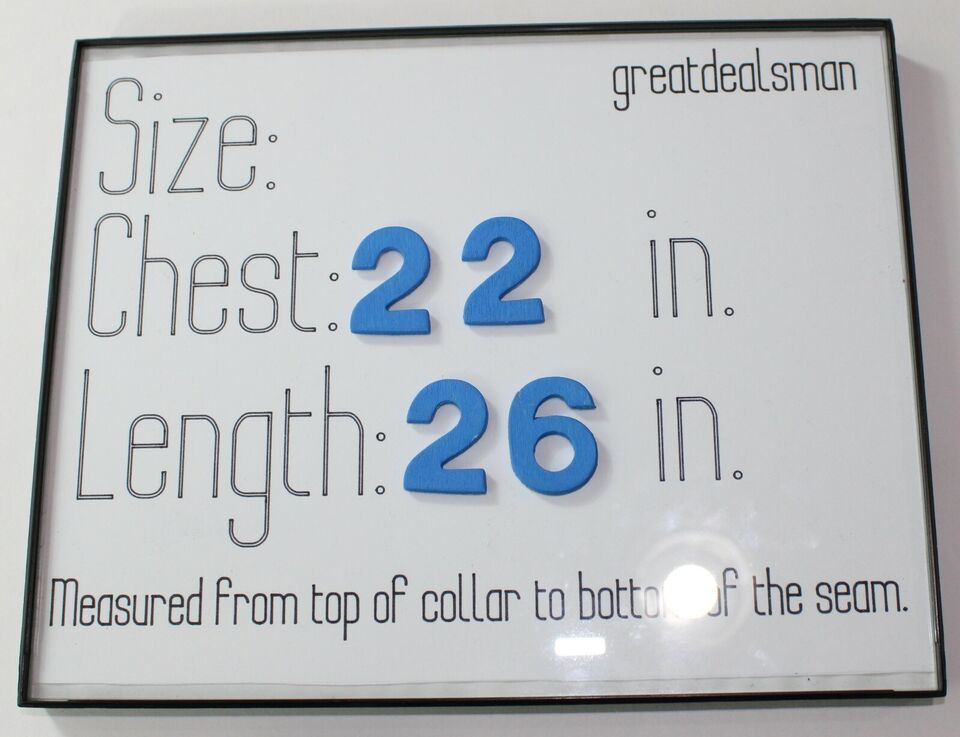 greatdealsman
Size:
Chest: 22 in.
Length: 26 in.
Measured from top of collar to bottom of the seam.